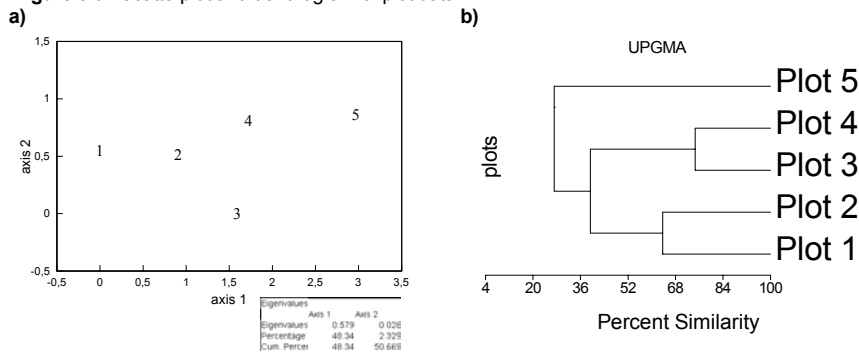 a)
1,5
1
0,5
0
-0,5
axis 2
1
2
3
4
5
-0,5 0 0,5 1 1,5 2 2,5 3 3,5
axis 1
Eigenvalues
Axis 1 Axis 2
Eigenvalues 0.579
Percentage 48.34
Cum. Percer 48.34
b)
UPGMA
plots
Plot 5
Plot 4
Plot 3
Plot 2
Plot 1
4 20 36 52 68 84 100
Percent Similarity